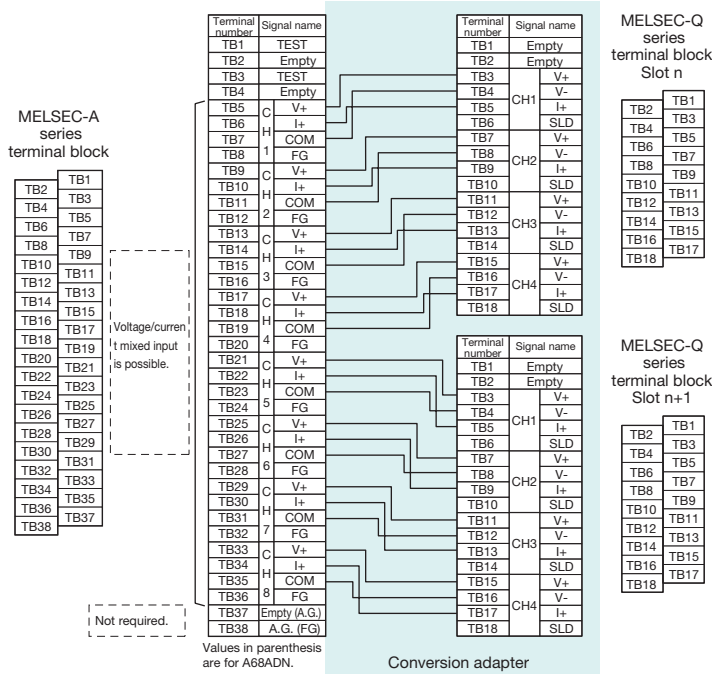 MELSEC-A
series
terminal block
TB1
TB2
TB3
TB4
TB5
TB6
TB7
TB8
TB9
TB10
TB11
TB12
TB13
TB14
TB15
TB16
TB17
TB18
TB19
TB20
TB21
TB22
TB23
TB24
TB25
TB26
TB27
TB28
TB29
TB30
TB31
TB32
TB33
TB34
TB35
TB36
TB37
TB38
Voltage/curren
t mixed input
is possible.
Not required.
Terminal number Signal name
TB1 TEST
TB2 Empty
TB3 TEST
TB4 Empty
CH1
TB5 V+
TB6 I+
TB7 COM
TB8 FG
CH2
TB9 V+
TB10 I+
TB11 COM
TB12 FG
CH3
TB13 V+
TB14 I+
TB15 COM
TB16 FG
CH4
TB17 V+
TB18 I+
TB19 COM
TB20 FG
CH5
TB21 V+
TB22 I+
TB23 COM
TB24 FG
CH6
TB25 V+
TB26 I+
TB27 COM
TB28 FG
CH7
TB29 V+
TB30 I+
TB31 COM
TB32 FG
CH8
TB33 V+
TB34 I+
TB35 COM
TB36 FG
TB37 Empty (A.G.)
TB38 A.G. (FG)
Values in parenthesis
are for A68ADN.
Terminal number Signal name
TB1 Empty
TB2 Empty
CH1
TB3 V+
TB4 V-
TB5 I+
TB6 SLD
CH2
TB7 V+
TB8 V-
TB9 I+
TB10 SLD
CH3
TB11 V+
TB12 V-
TB13 I+
TB14 SLD
CH4
TB15 V+
TB16 V-
TB17 I+
TB18 SLD
Terminal number Signal name
TB1 Empty
TB2 Empty
CH1
TB3 V+
TB4 V-
TB5 I+
TB6 SLD
CH2
TB7 V+
TB8 V-
TB9 I+
TB10 SLD
CH3
TB11 V+
TB12 V-
TB13 I+
TB14 SLD
CH4
TB15 V+
TB16 V-
TB17 I+
TB18 SLD
Conversion adapter
MELSEC-Q
series
terminal block
Slot n
TB1
TB2
TB3
TB4
TB5
TB6
TB7
TB8
TB9
TB10
TB11
TB12
TB13
TB14
TB15
TB16
TB17
TB18
MELSEC-Q
series
terminal block
Slot n+1
TB1
TB2
TB3
TB4
TB5
TB6
TB7
TB8
TB9
TB10
TB11
TB12
TB13
TB14
TB15
TB16
TB17
TB18